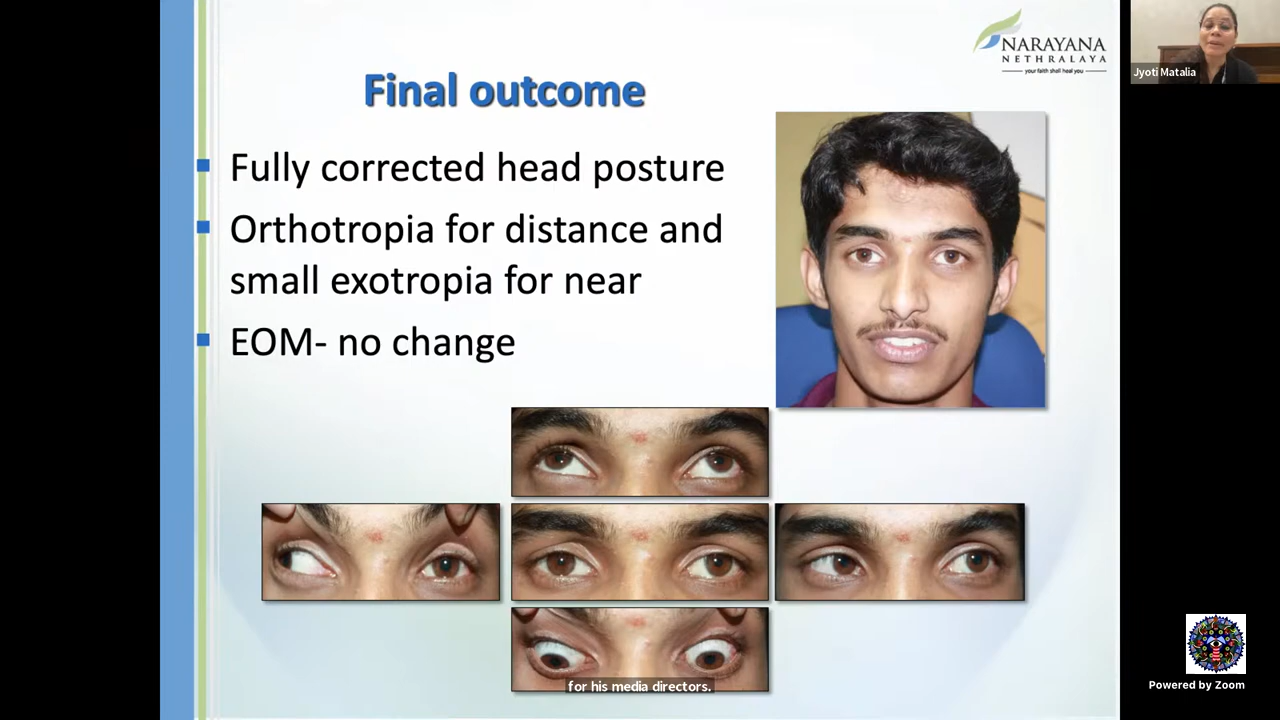 NARAYANA
NETHRALAYA
your faith shall heal you
Jyoti Matalia
Final outcome
Fully corrected head posture
Orthotropia for distance and
small exotropia for near
EOM- no change
for his media directors.
Powered by Zoom